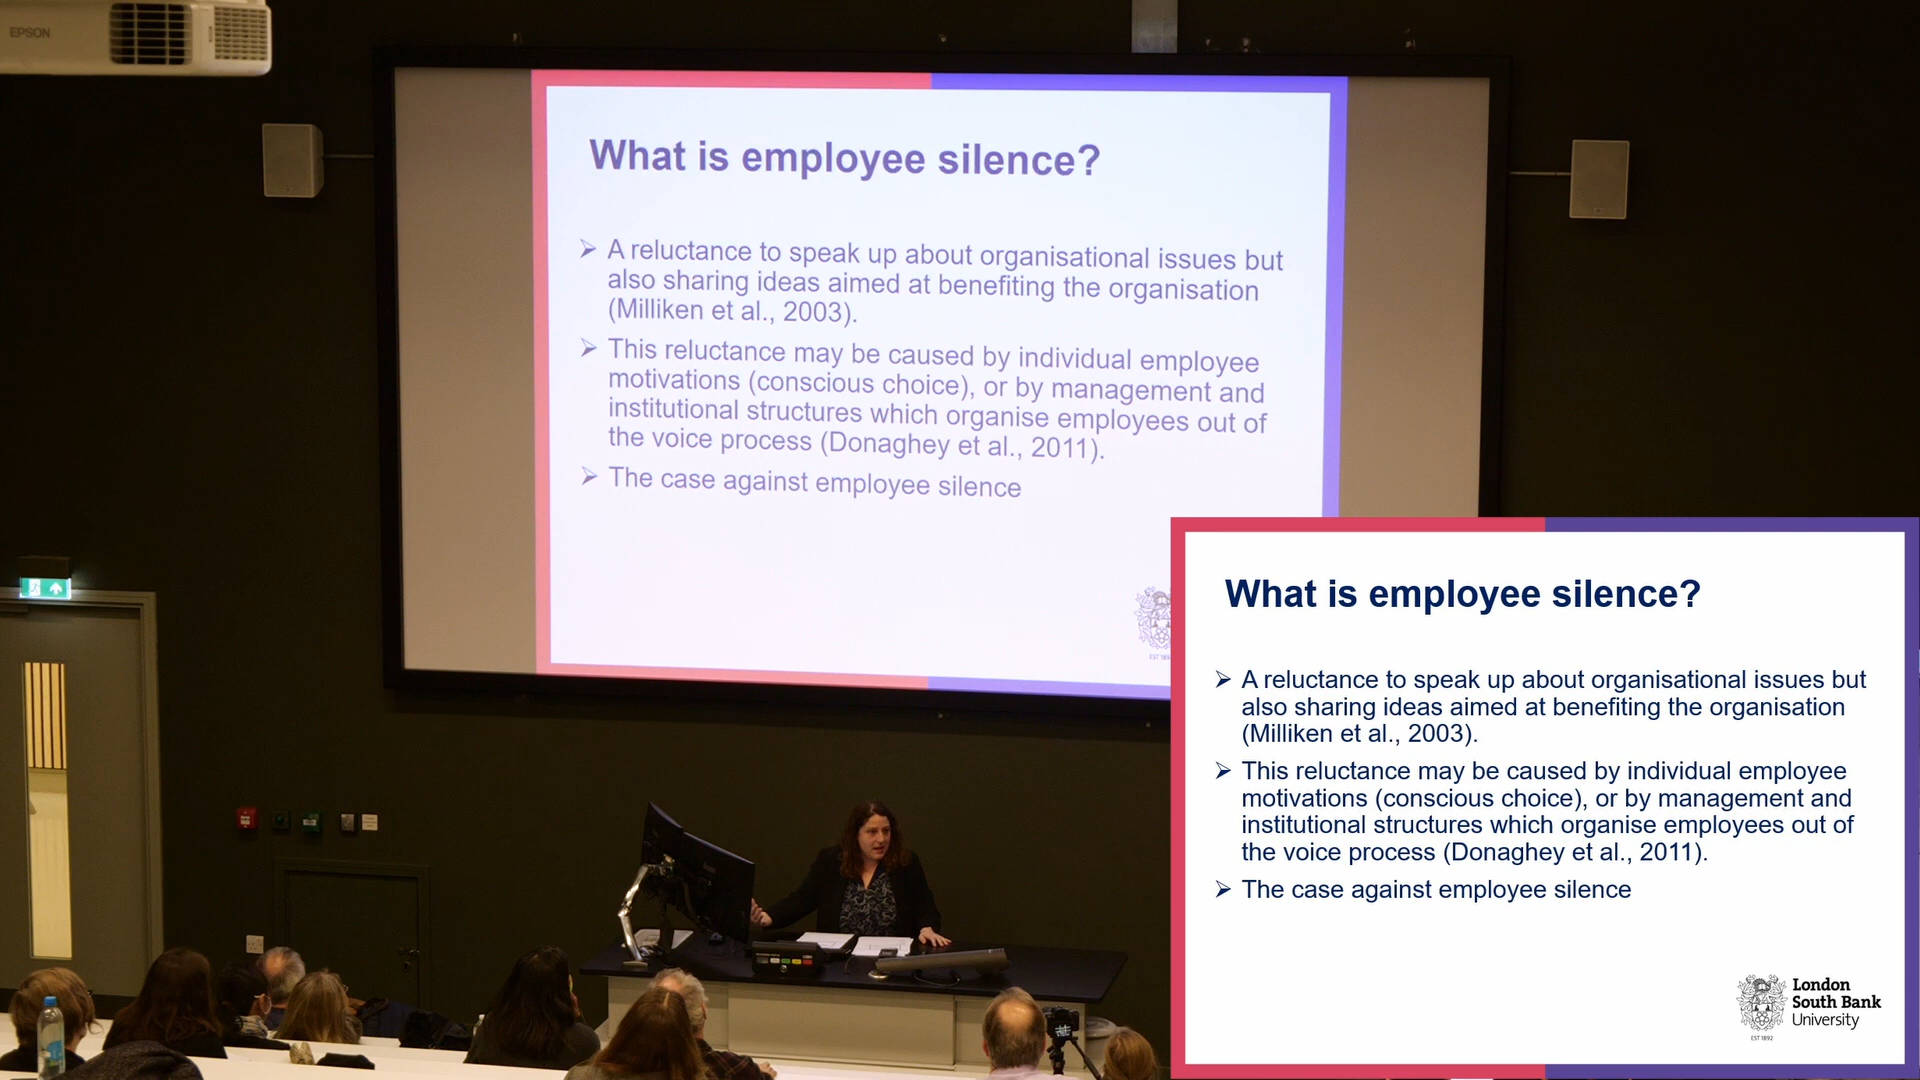 EPSON
What is employee silence?
➢ A reluctance to speak up about organisational issues but
also sharing ideas aimed at benefiting the organisation
(Milliken et al., 2003).
➢ This reluctance may be caused by individual employee
motivations (conscious choice), or by management and
institutional structures which organise employees out of
the voice process (Donaghey et al., 2011).
➢ The case against employee silence
What is employee silence?
➢ A reluctance to speak up about organisational issues but
also sharing ideas aimed at benefiting the organisation
(Milliken et al., 2003).
➢ This reluctance may be caused by individual employee
motivations (conscious choice), or by management and
institutional structures which organise employees out of
the voice process (Donaghey et al., 2011).
➢ The case against employee silence
London
South Bank
University
EST 1892